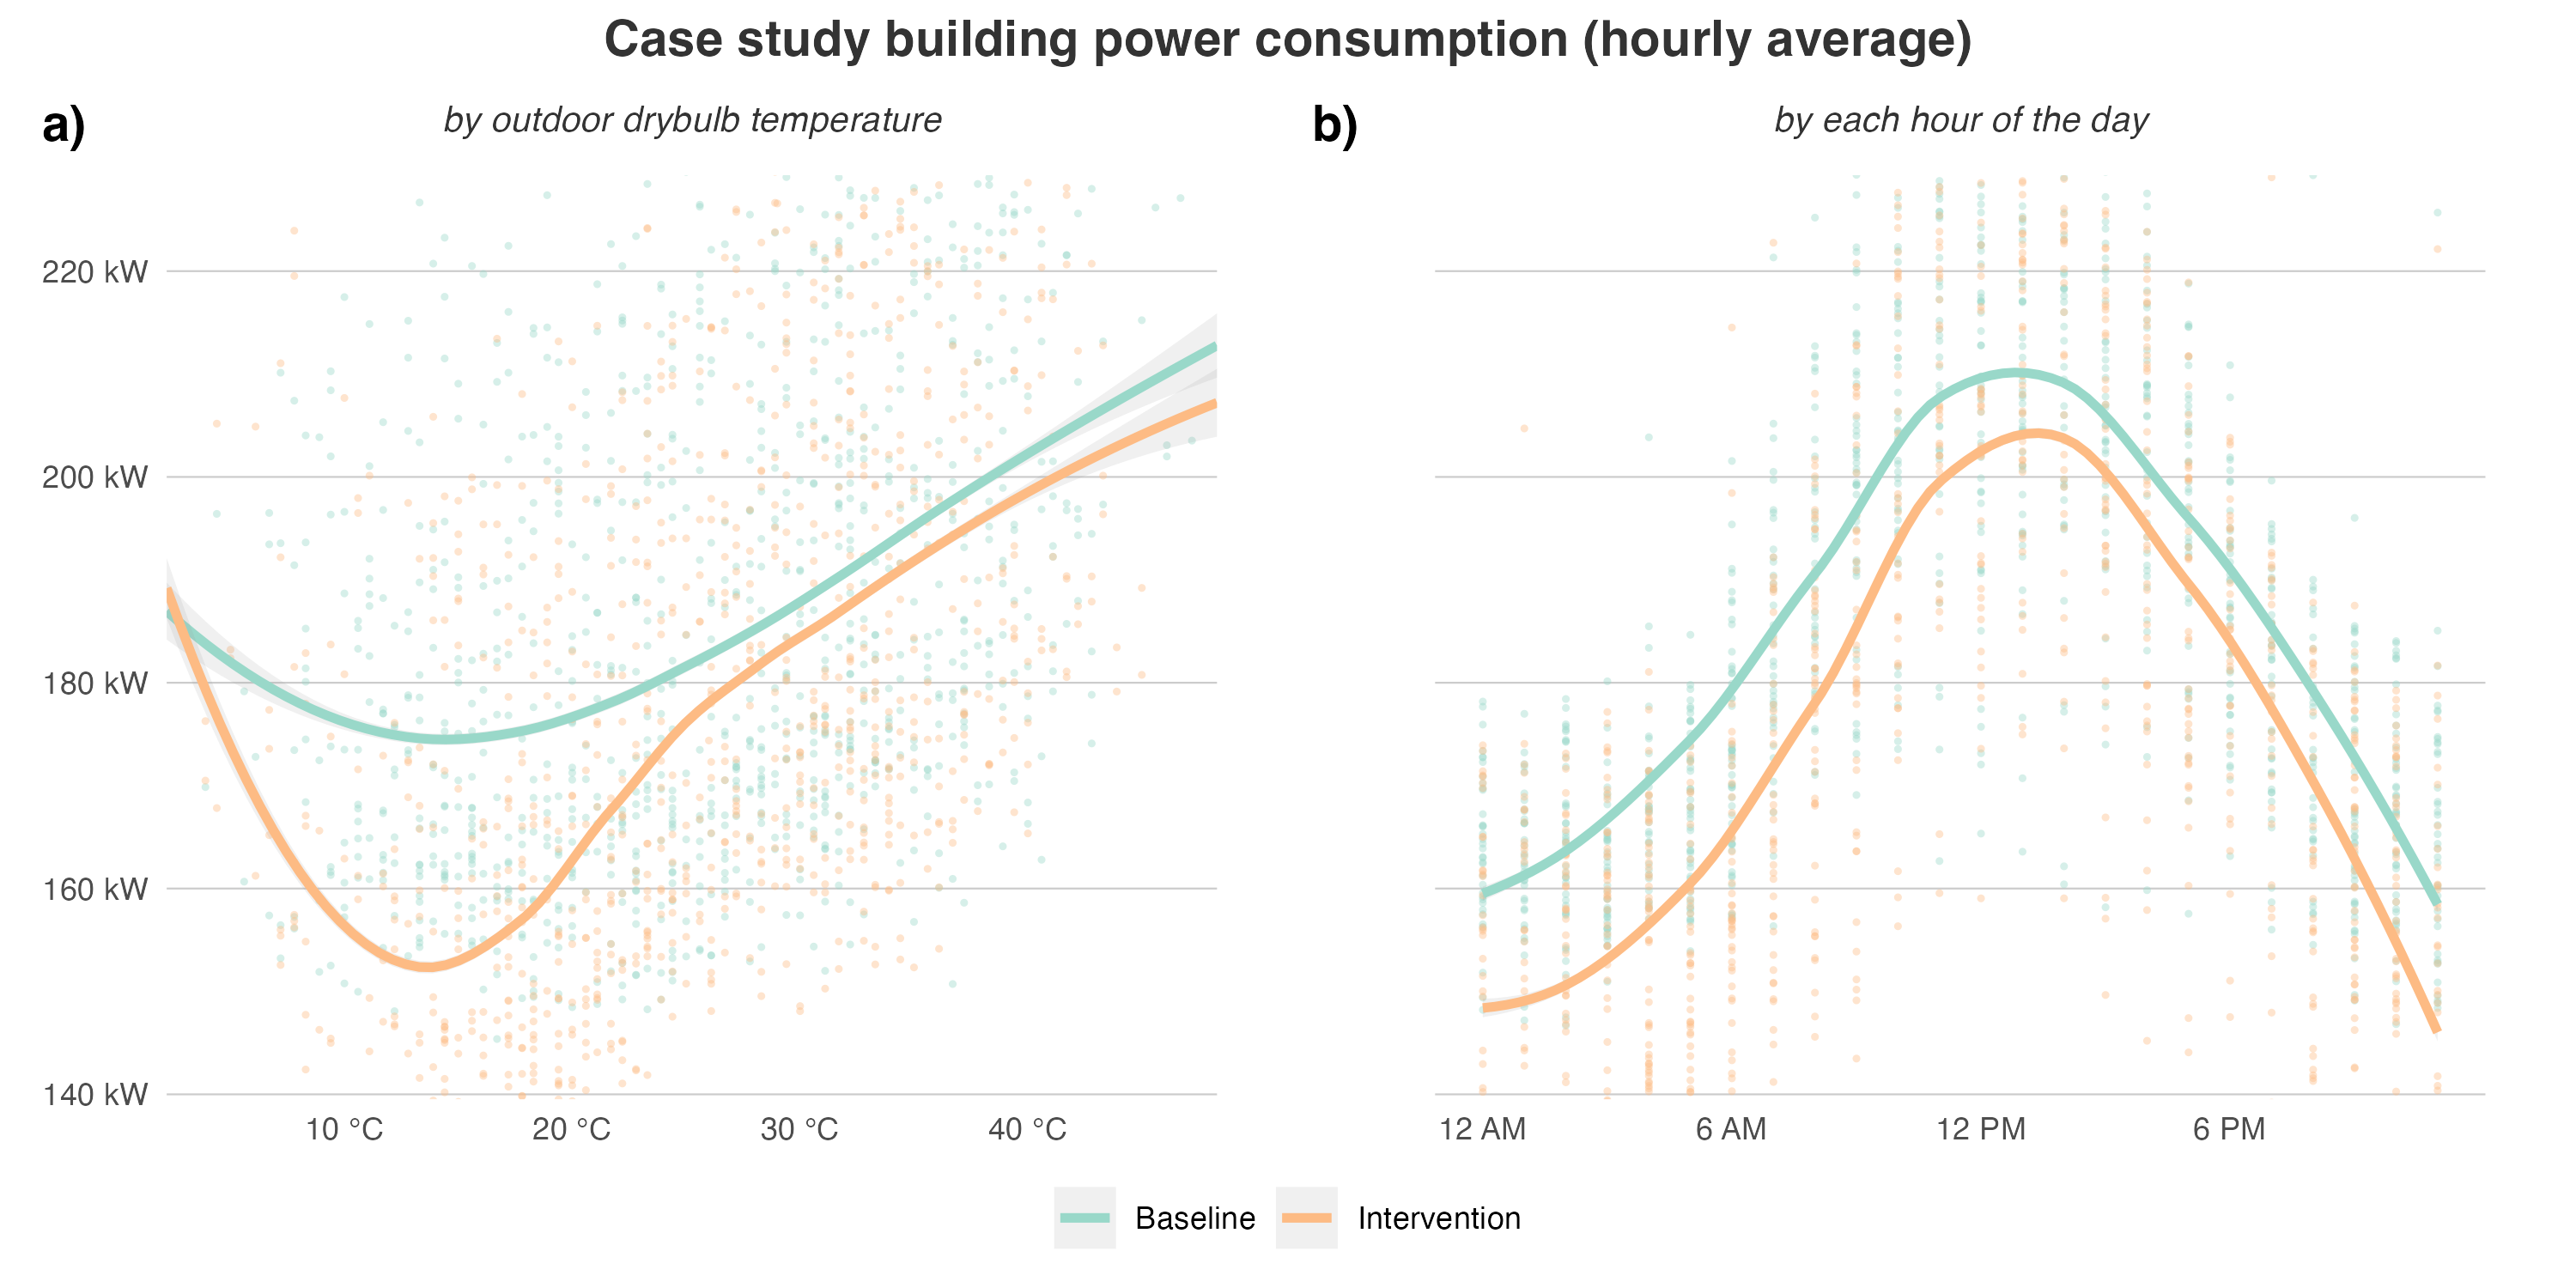 Case study building power consumption (hourly average)
a)
by outdoor drybulb temperature
220 kW
200 kW
180 kW
160 kW
140 kW
10 °C 20 °C 30 °C 40 °C
b)
by each hour of the day
12 AM 6 AM 12 PM 6 PM
Baseline Intervention